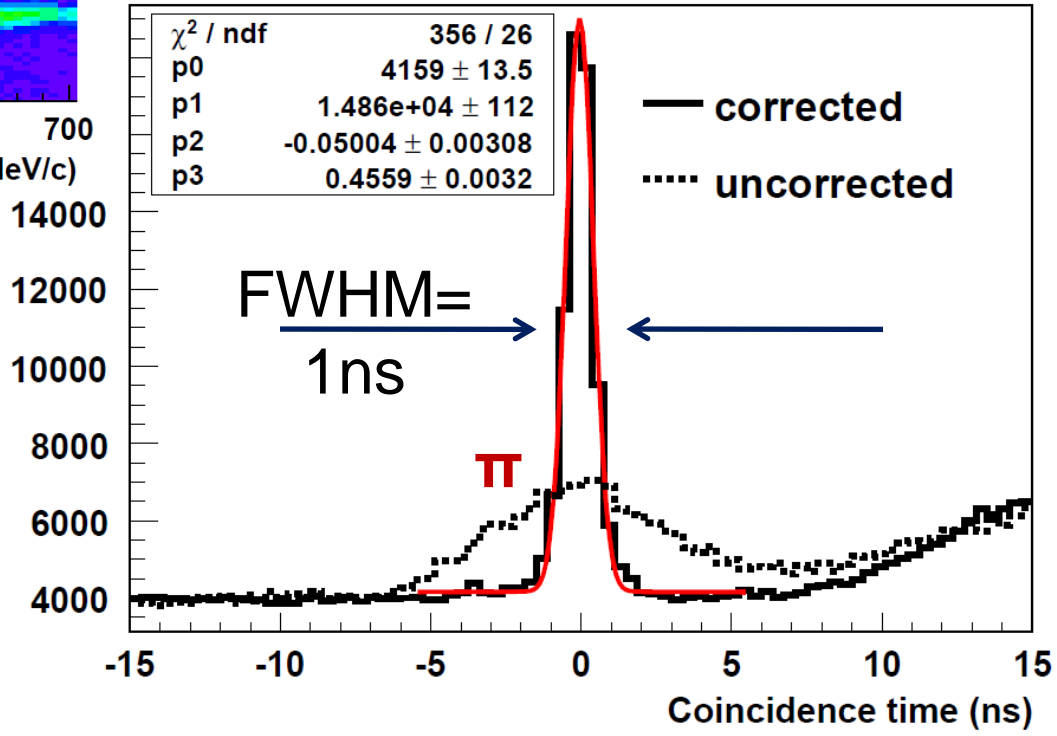 χ² / ndf 356 / 26
p0 4159 ± 13.5
p1 1.486e+04 ± 112
p2 -0.05004 ± 0.00308
p3 0.4559 ± 0.0032
corrected
uncorrected
700
14000
12000
10000
8000
6000
4000
FWHM=
1ns
π
-15 -10 -5 0 5 10 15
Coincidence time (ns)